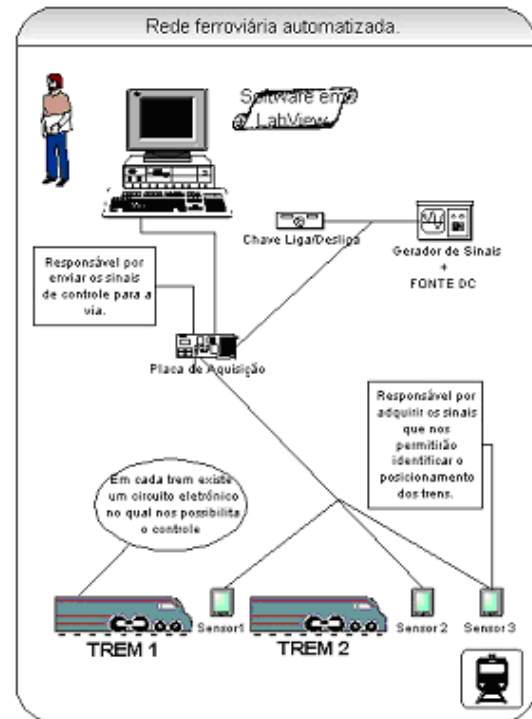 Rede ferroviária automatizada.
Software em
LabView
Chave Liga/Desliga
Gerador de Sinais
+
FONTE DC
Responsável por
enviar os sinais
de controle para a
via.
Placa de Aquisição
Responsável por
adquirir os sinais
que nos
permitirão
identificar o
posicionamento
dos trens.
Em cada trem existe
um circuito eletrônico
no qual nos possibilita
o controle
Sensor1
Sensor 2
Sensor 3
TREM 1
TREM 2